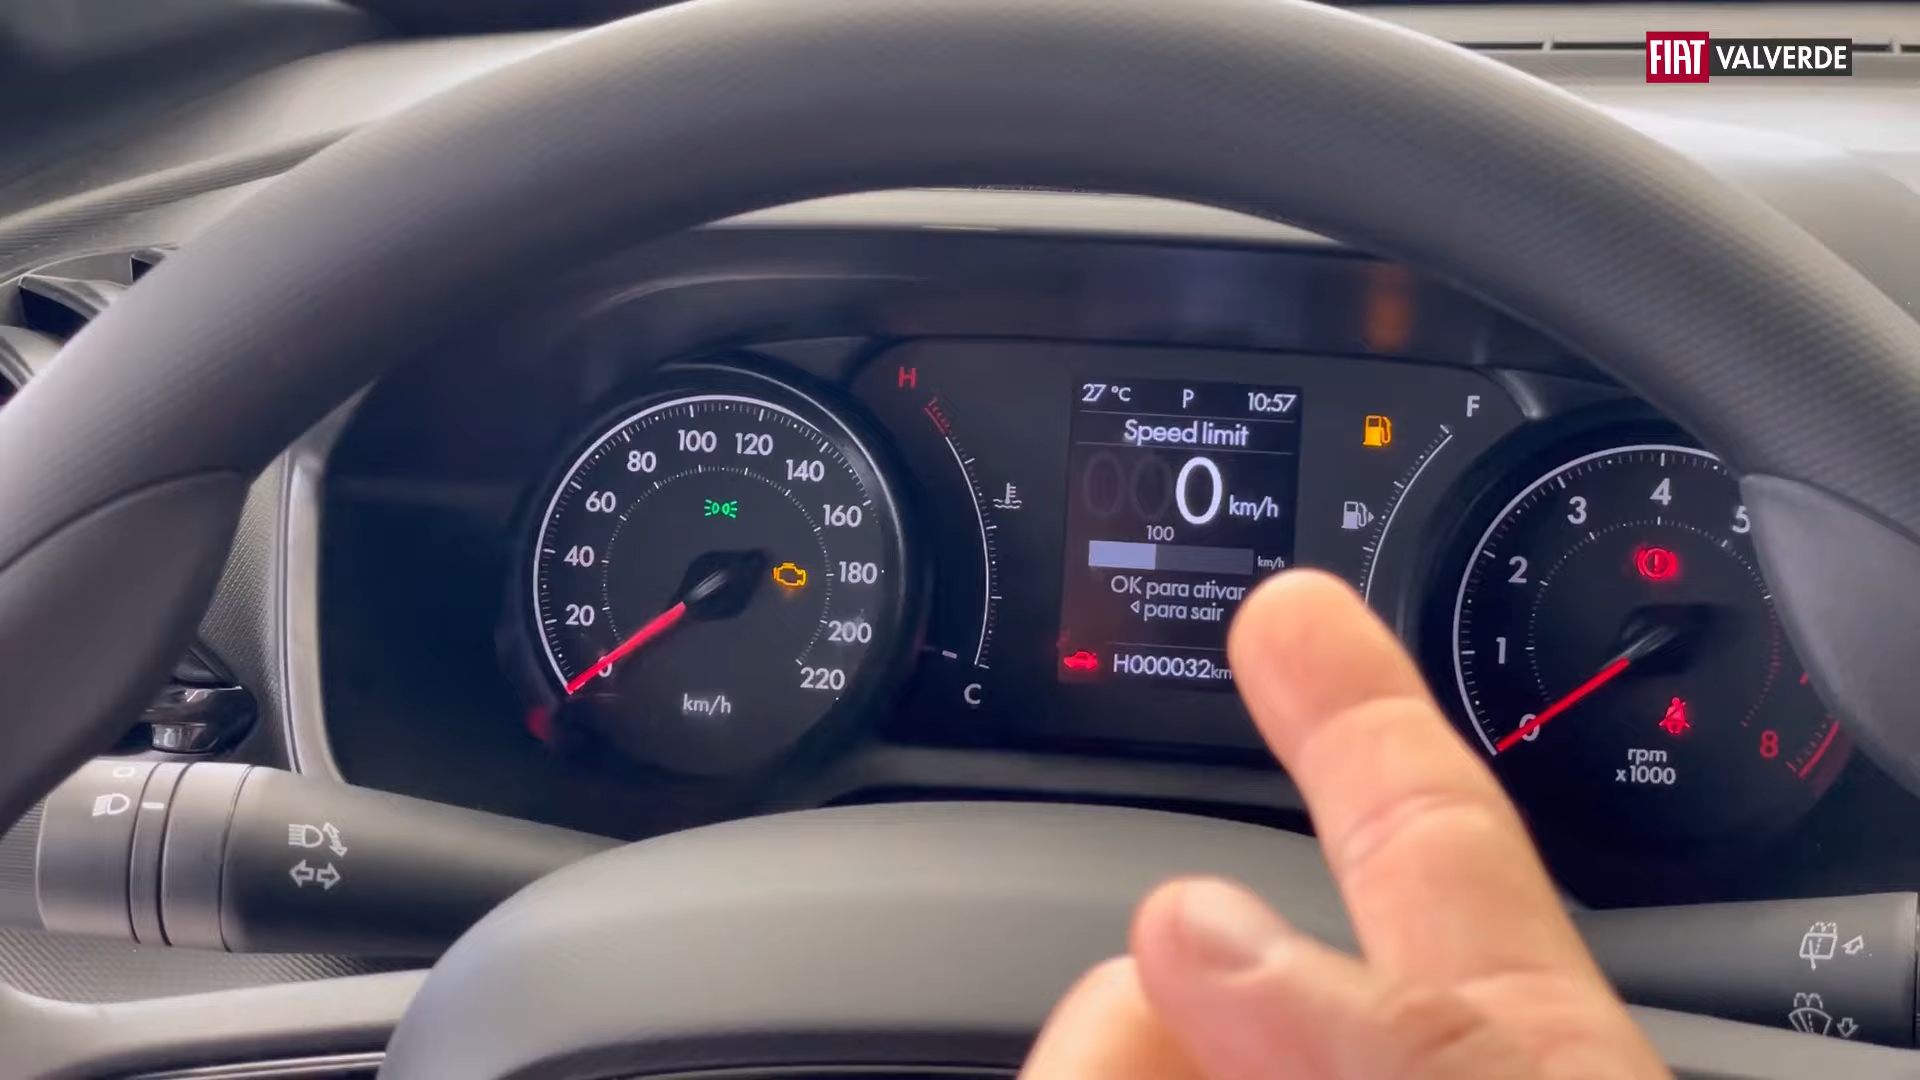 FIAT VALVERDE
27 °C P 10:57
Speed limit
0 km/h
100
km/h
OK para ativar
para sair
H000032km
0
20
40
60
80
100
120
140
160
180
200
220
km/h
H
C
F
0
1
2
3
4
5
8
rpm
x1000